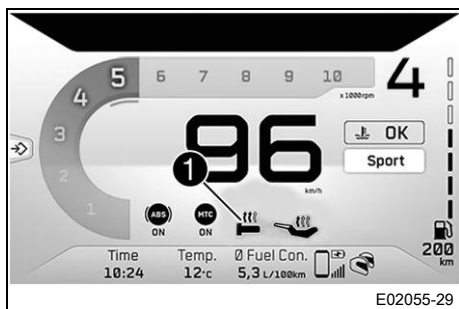 5 6 7 8 9 10
x 1000rpm
4
4
3
2
1
96
km/h
OK
Sport
1
ABS
ON
MTC
ON
200
km
Time Temp. Ø Fuel Con.
10:24 12°C 5,3 L/100km
E02055-29